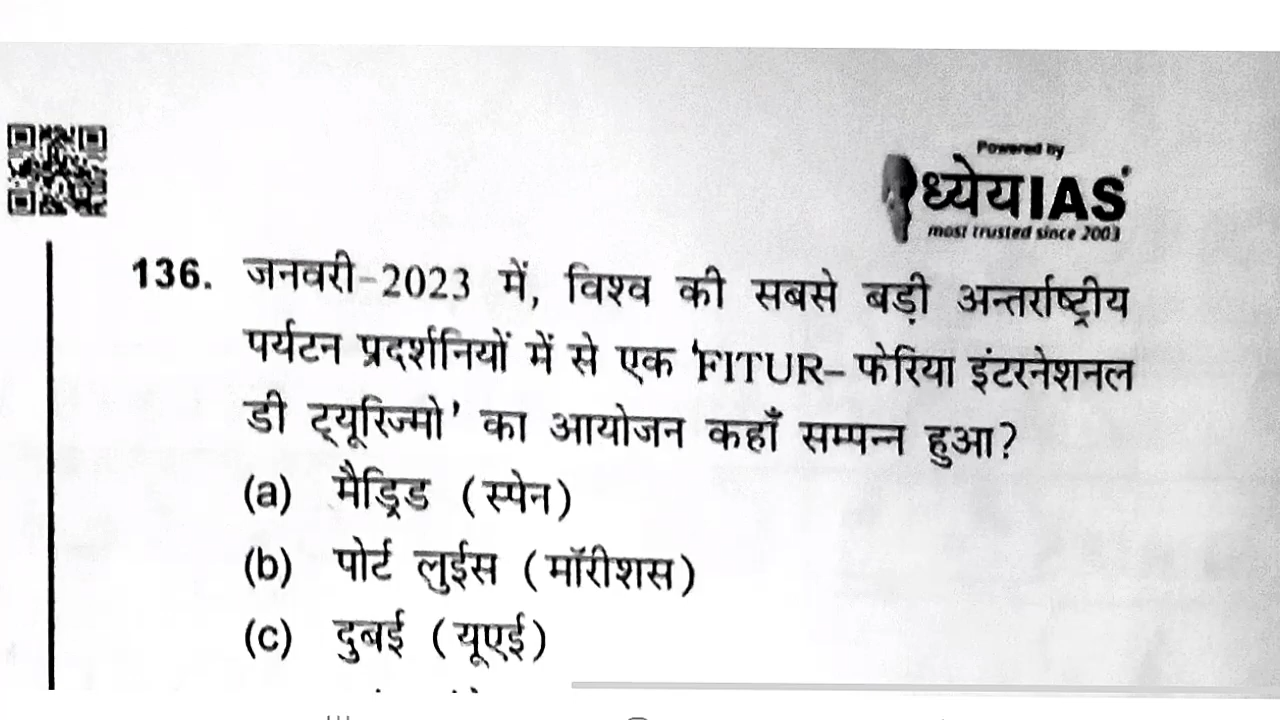 Powered by
ध्येय IAS
most trusted since 2003
136. जनवरी-2023 में, विश्व की सबसे बड़ी अन्तर्राष्ट्रीय
पर्यटन प्रदर्शनियों में से एक 'FITUR- फेरिया इंटरनेशनल
डी ट्यूरिज्मो' का आयोजन कहाँ सम्पन्न हुआ?
(a) मैड्रिड (स्पेन)
(b) पोर्ट लुईस (मॉरीशस)
(c) दुबई (यूएई)